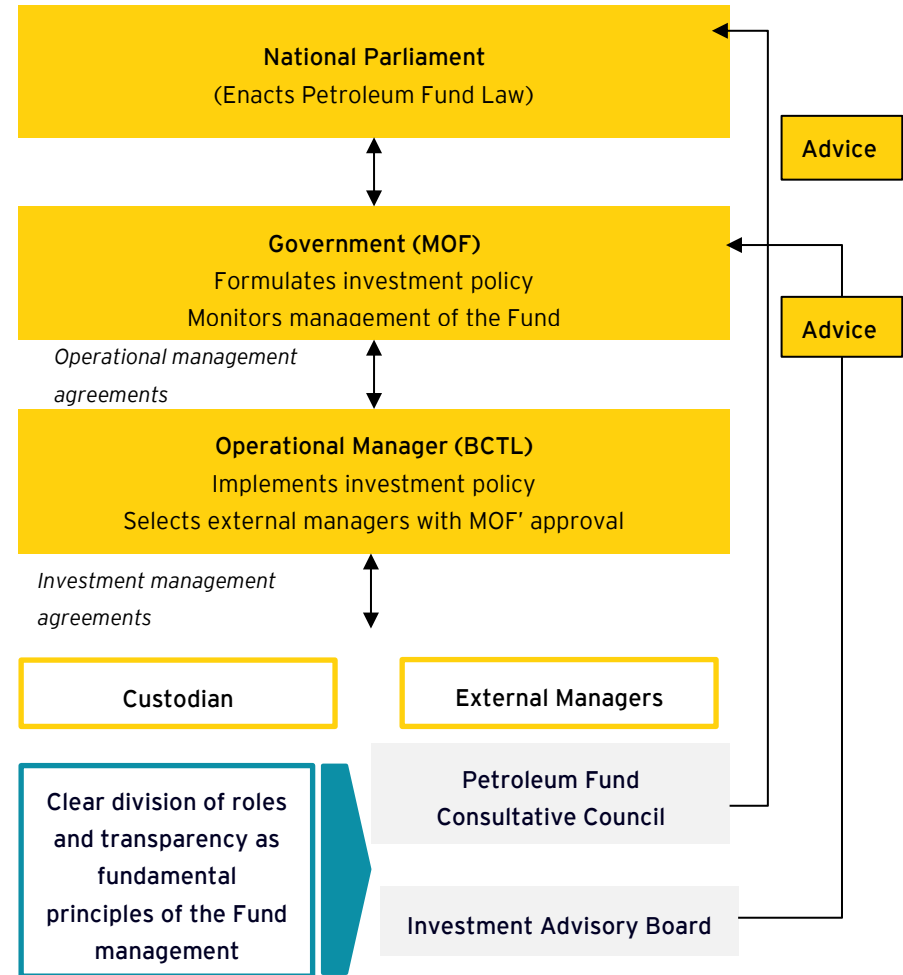 National Parliament
(Enacts Petroleum Fund Law)
Advice
Government (MOF)
Formulates investment policy
Monitors management of the Fund
Advice
Operational management
agreements
Operational Manager (BCTL)
Implements investment policy
Selects external managers with MOF' approval
Investment management
agreements
Custodian
External Managers
Clear division of roles
and transparency as
fundamental
principles of the Fund
management
Petroleum Fund
Consultative Council
Investment Advisory Board